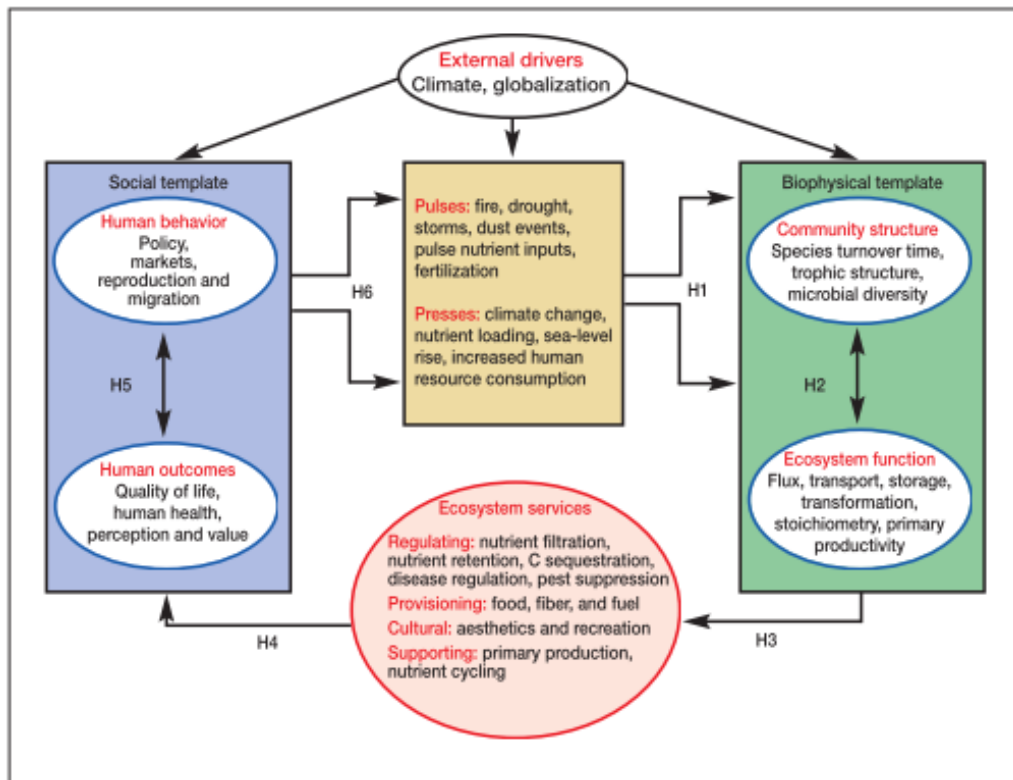 External drivers
Climate, globalization
Social template
Human behavior
Policy,
markets,
reproduction and
migration
H5
Human outcomes
Quality of life,
human health,
perception and value
H6
Pulses: fire, drought,
storms, dust events,
pulse nutrient inputs,
fertilization
Presses: climate change,
nutrient loading, sea-level
rise, increased human
resource consumption
H1
Biophysical template
Community structure
Species turnover time,
trophic structure,
microbial diversity
H2
Ecosystem function
Flux, transport, storage,
transformation,
stoichiometry, primary
productivity
Ecosystem services
Regulating: nutrient filtration,
nutrient retention, C sequestration,
disease regulation, pest suppression
Provisioning: food, fiber, and fuel
Cultural: aesthetics and recreation
Supporting: primary production,
nutrient cycling
H4
H3